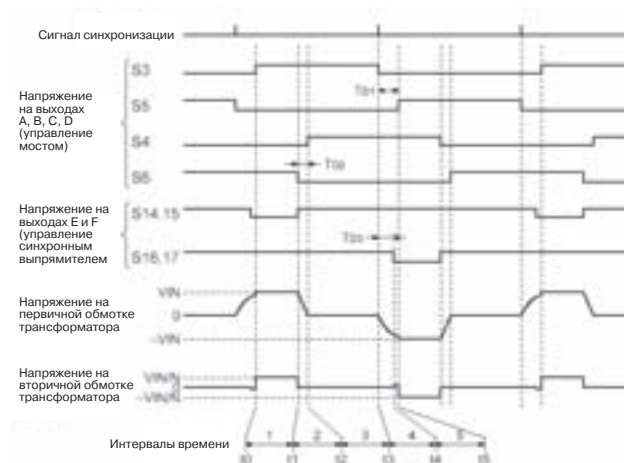 Сигнал синхронизации
S3
Напряжение
на выходах
A, B, C, D
(управление
мостом)
S5
S4
S6
Напряжение на
выходах E и F
(управление
синхронным
выпрямителем
S14, 15
S16, 17
Напряжение на
первичной обмотке
трансформатора
VIN
0
–VIN
Напряжение на
вторичной обмотке
трансформатора
VIN/N
0
–VIN/N
Интервалы времени
1 2 3 4 5
t0 t1 t2 t3 t4 t5